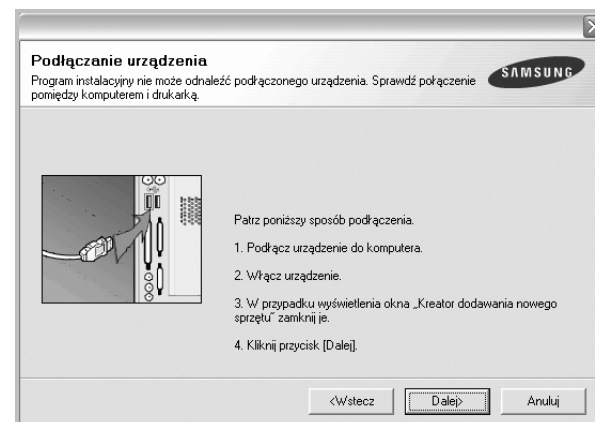 Podłączanie urządzenia
Program instalacyjny nie może odnaleźć podłączonego urządzenia. Sprawdź połączenie
pomiędzy komputerem i drukarką.
SAMSUNG
Patrz poniższy sposób podłączenia.
1. Podłącz urządzenie do komputera.
2. Włącz urządzenie.
3. W przypadku wyświetlenia okna „Kreator dodawania nowego
sprzętu” zamknij je.
4. Kliknij przycisk [Dalej].
<Wstecz
Dalej>
Anuluj